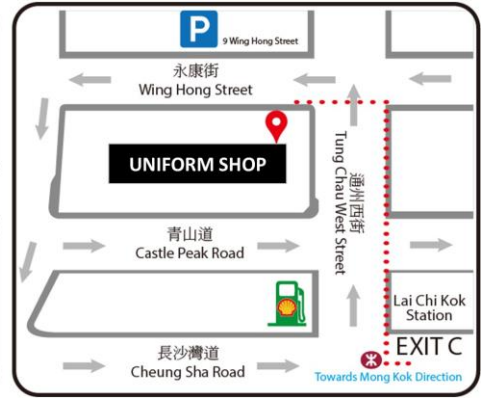 P
9 Wing Hong Street
永康街
Wing Hong Street
UNIFORM SHOP
通州西街
Tung Chau West Street
青山道
Castle Peak Road
Lai Chi Kok
Station
長沙灣道
Cheung Sha Road
EXIT C
Towards Mong Kok Direction